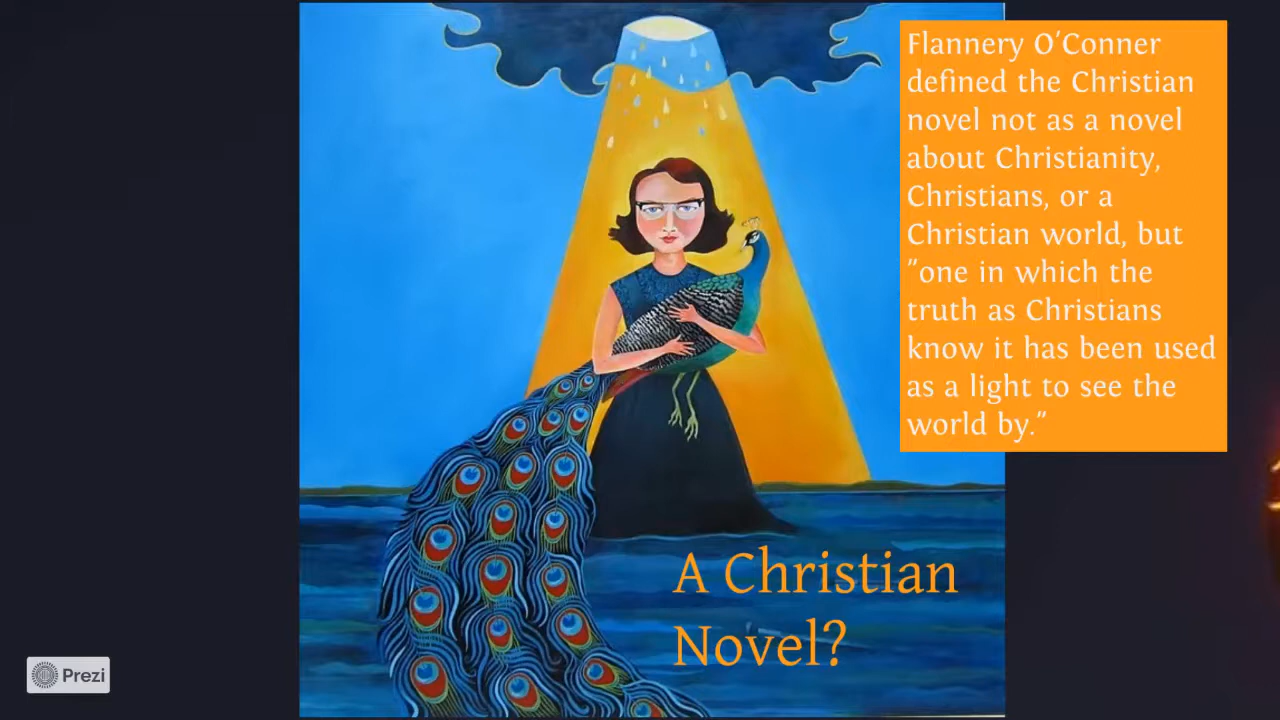 Flannery O'Conner
defined the Christian
novel not as a novel
about Christianity,
Christians, or a
Christian world, but
"one in which the
truth as Christians
know it has been used
as a light to see the
world by."
A Christian
Novel?
Prezi